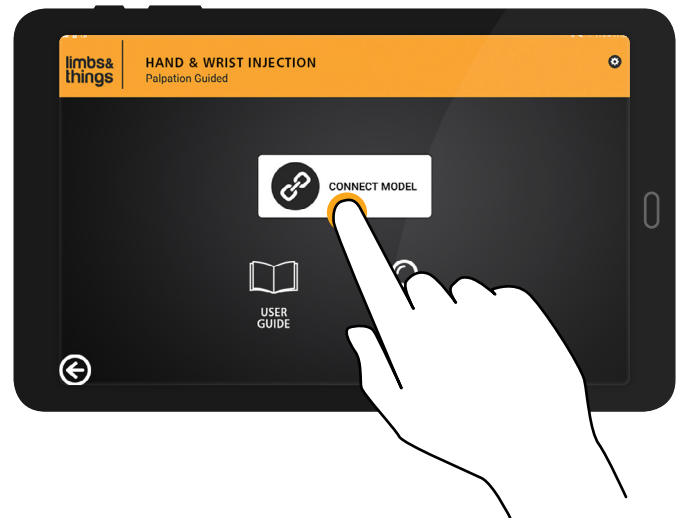 limbs&
things
HAND & WRIST INJECTION
Palpation Guided
CONNECT MODEL
USER
GUIDE